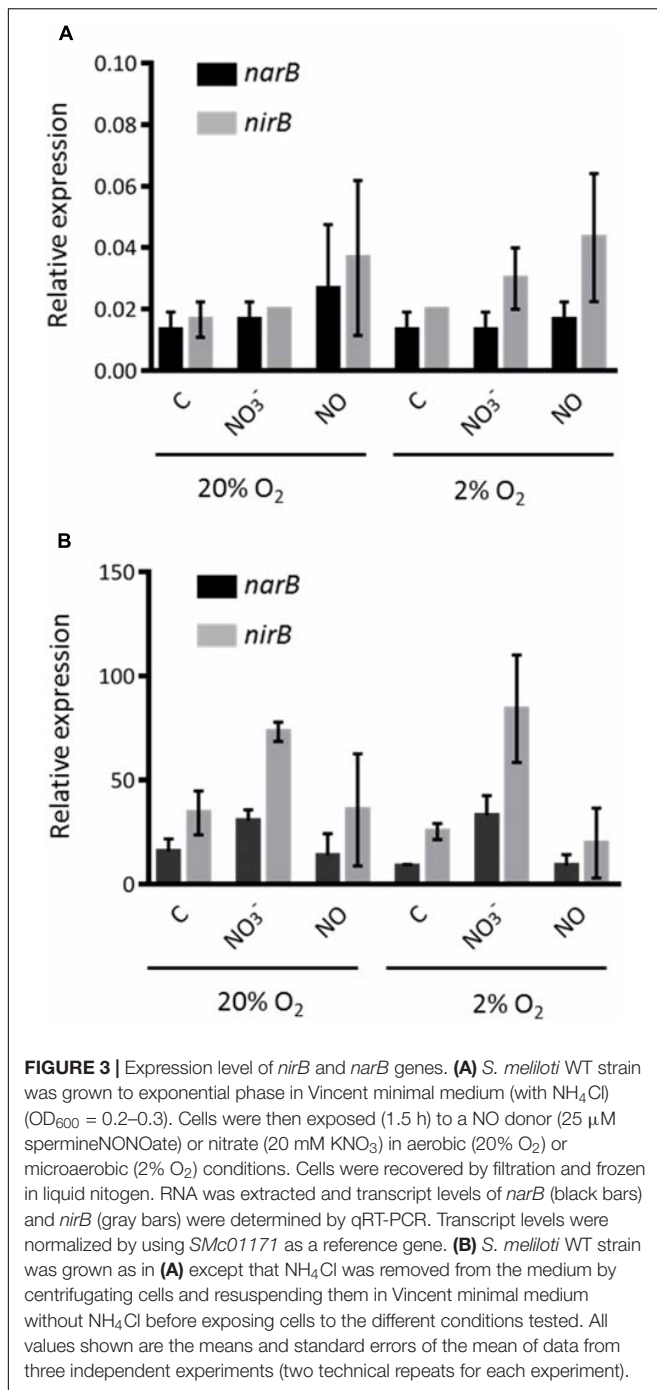 A
0.10
0.08
0.06
0.04
0.02
0.00
Relative expression
narB
nirB
C
NO₃⁻
NO
C
NO₃⁻
NO
20% O₂
2% O₂
B
150
100
50
0
Relative expression
narB
nirB
C
NO₃⁻
NO
C
NO₃⁻
NO
20% O₂
2% O₂
FIGURE 3 | Expression level of nirB and narB genes. (A) S. meliloti WT strain
was grown to exponential phase in Vincent minimal medium (with NH₄Cl)
(OD₆₀₀ = 0.2–0.3). Cells were then exposed (1.5 h) to a NO donor (25 μM
spermineNONOate) or nitrate (20 mM KNO₃) in aerobic (20% O₂) or
microaerobic (2% O₂) conditions. Cells were recovered by filtration and frozen
in liquid nitogen. RNA was extracted and transcript levels of narB (black bars)
and nirB (gray bars) were determined by qRT-PCR. Transcript levels were
normalized by using SMc01171 as a reference gene. (B) S. meliloti WT strain
was grown as in (A) except that NH₄Cl was removed from the medium by
centrifugating cells and resuspending them in Vincent minimal medium
without NH₄Cl before exposing cells to the different conditions tested. All
values shown are the means and standard errors of the mean of data from
three independent experiments (two technical repeats for each experiment).